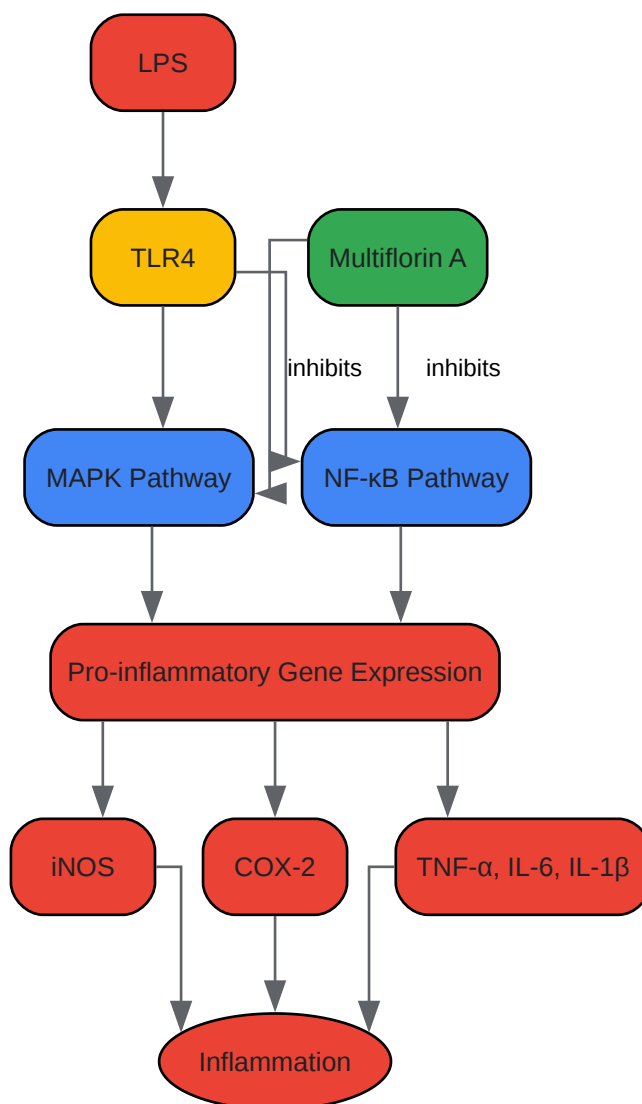 LPS
TLR4
Multiflorin A
inhibits
inhibits
MAPK Pathway
NF-κB Pathway
Pro-inflammatory Gene Expression
iNOS
COX-2
TNF-α, IL-6, IL-1β
Inflammation